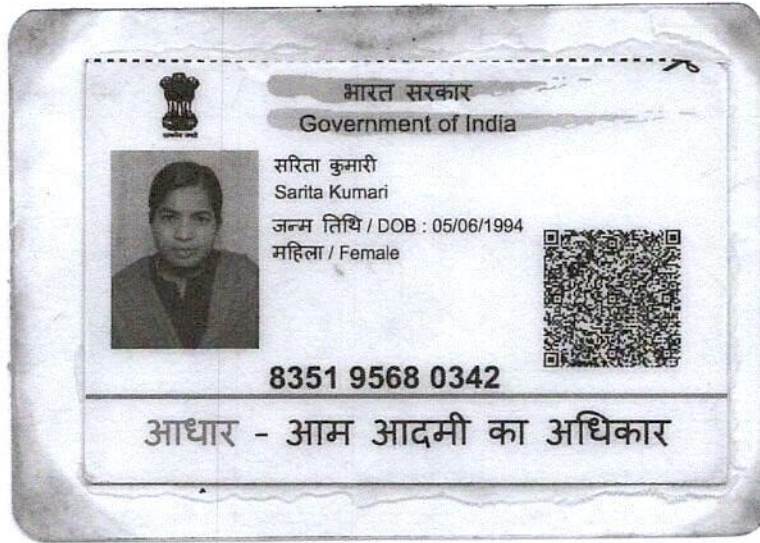 भारत सरकार
Government of India
सरिता कुमारी
Sarita Kumari
जन्म तिथि / DOB : 05/06/1994
महिला / Female
8351 9568 0342
आधार - आम आदमी का अधिकार